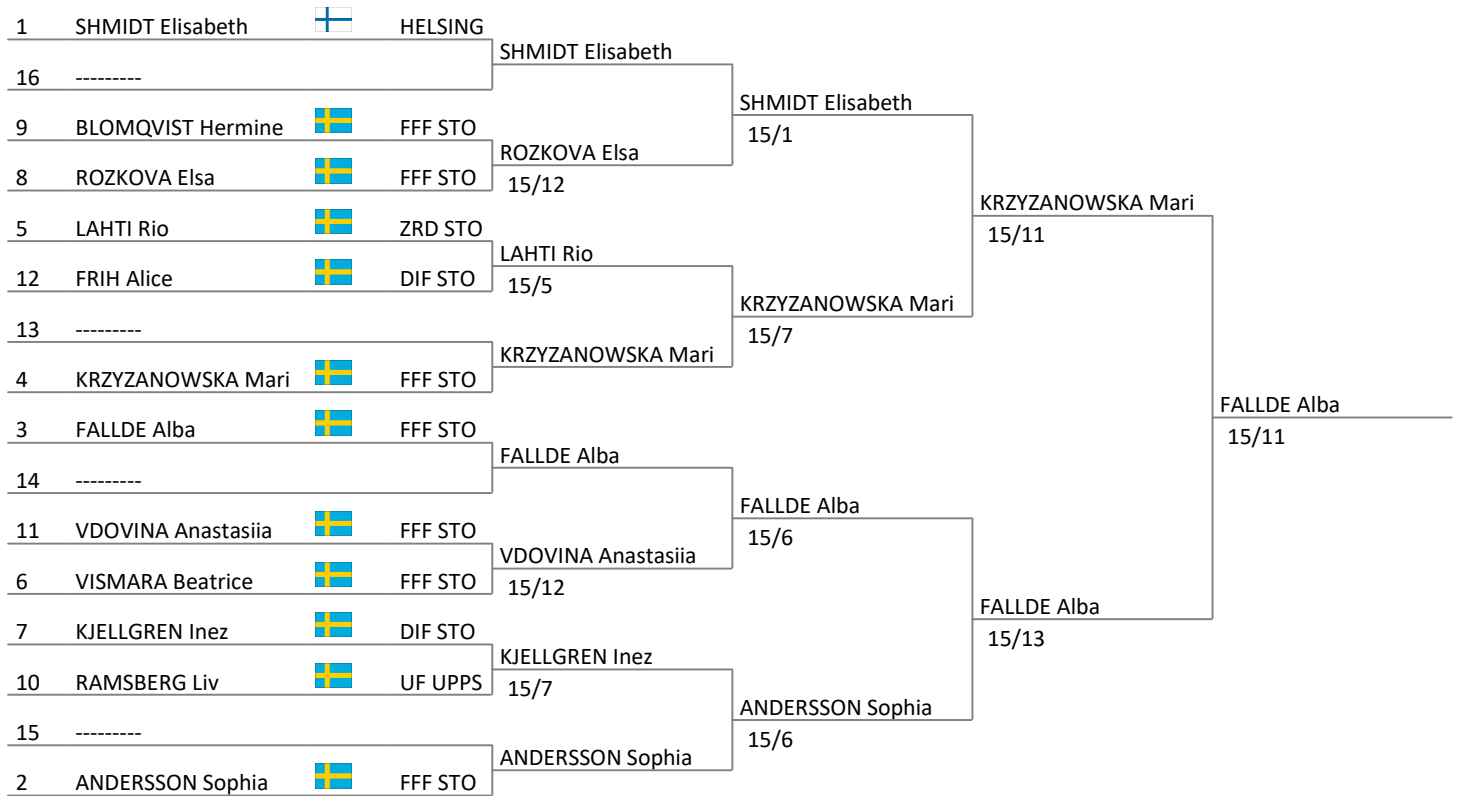 1 SHMIDT Elisabeth HELSING
16 ---------
9 BLOMQVIST Hermine FFF STO
8 ROZKOVA Elsa FFF STO
5 LAHTI Rio ZRD STO
12 FRIH Alice DIF STO
13 ---------
4 KRZYZANOWSKA Mari FFF STO
3 FALLDE Alba FFF STO
14 ---------
11 VDOVINA Anastasiia FFF STO
6 VISMARA Beatrice FFF STO
7 KJELLGREN Inez DIF STO
10 RAMSBERG Liv UF UPPS
15 ---------
2 ANDERSSON Sophia FFF STO
SHMIDT Elisabeth
ROZKOVA Elsa
15/12
LAHTI Rio
15/5
KRZYZANOWSKA Mari
FALLDE Alba
VDOVINA Anastasiia
15/12
KJELLGREN Inez
15/7
ANDERSSON Sophia
SHMIDT Elisabeth
15/1
KRZYZANOWSKA Mari
15/7
FALLDE Alba
15/6
ANDERSSON Sophia
15/6
KRZYZANOWSKA Mari
15/11
FALLDE Alba
15/13
FALLDE Alba
15/11